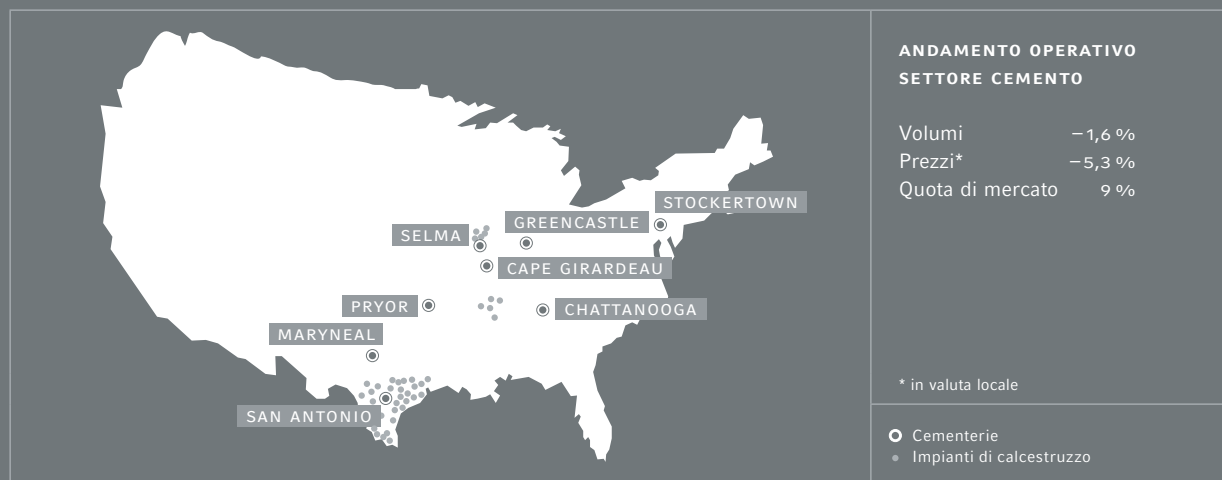 STOCKERTOWN
GREENCASTLE
SELMA
CAPE GIRARDEAU
PRYOR
CHATTANOOGA
MARYNEAL
SAN ANTONIO
ANDAMENTO OPERATIVO
SETTORE CEMENTO
Volumi −1,6 %
Prezzi* −5,3 %
Quota di mercato 9 %
* in valuta locale
Cementerie
Impianti di calcestruzzo